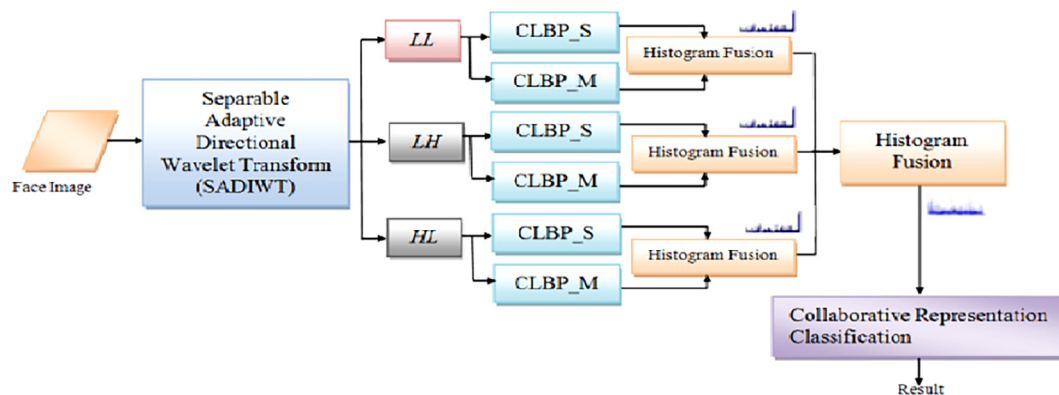 Face Image
Separable
Adaptive
Directional
Wavelet Transform
(SADIWT)
LL
CLBP_S
CLBP_M
Histogram Fusion
LH
CLBP_S
CLBP_M
Histogram Fusion
HL
CLBP_S
CLBP_M
Histogram Fusion
Histogram
Fusion
Collaborative Representation
Classification
Result